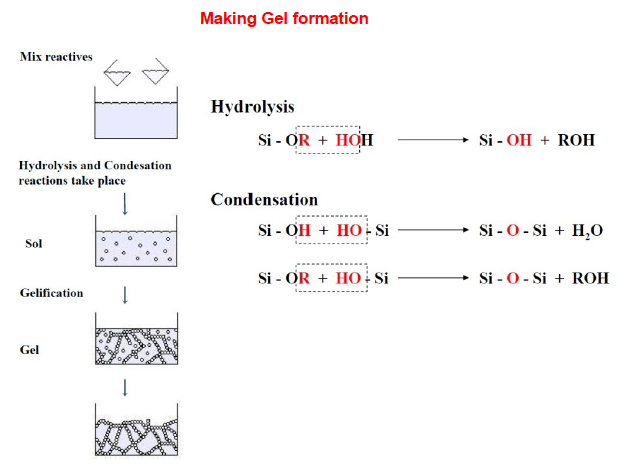 Making Gel formation
Mix reactives
Hydrolysis and Condesation
reactions take place
Sol
Gelification
Gel
Hydrolysis
Si - OR + HOH ⟶ Si - OH + ROH
Condensation
Si - OH + HO - Si ⟶ Si - O - Si + H₂O
Si - OR + HO - Si ⟶ Si - O - Si + ROH